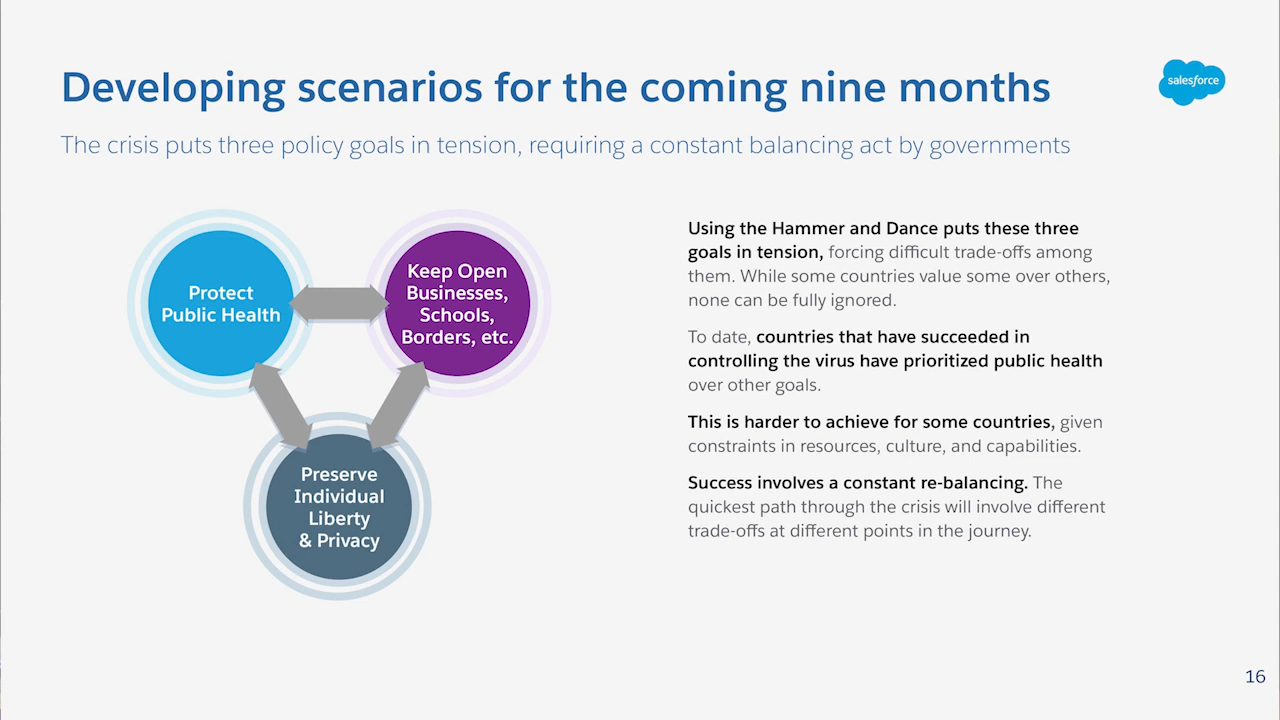 Developing scenarios for the coming nine months
salesforce
The crisis puts three policy goals in tension, requiring a constant balancing act by governments
Protect
Public Health
Keep Open
Businesses,
Schools,
Borders, etc.
Preserve
Individual
Liberty
& Privacy
Using the Hammer and Dance puts these three
goals in tension, forcing difficult trade-offs among
them. While some countries value some over others,
none can be fully ignored.
To date, countries that have succeeded in
controlling the virus have prioritized public health
over other goals.
This is harder to achieve for some countries, given
constraints in resources, culture, and capabilities.
Success involves a constant re-balancing. The
quickest path through the crisis will involve different
trade-offs at different points in the journey.
16